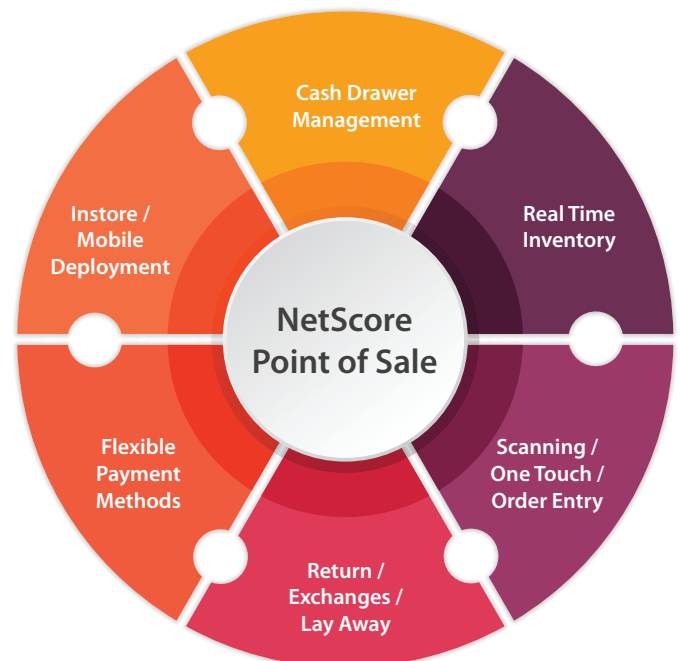 Cash Drawer
Management
Real Time
Inventory
Scanning /
One Touch /
Order Entry
Return /
Exchanges /
Lay Away
Flexible
Payment
Methods
Instore /
Mobile
Deployment
NetScore
Point of Sale